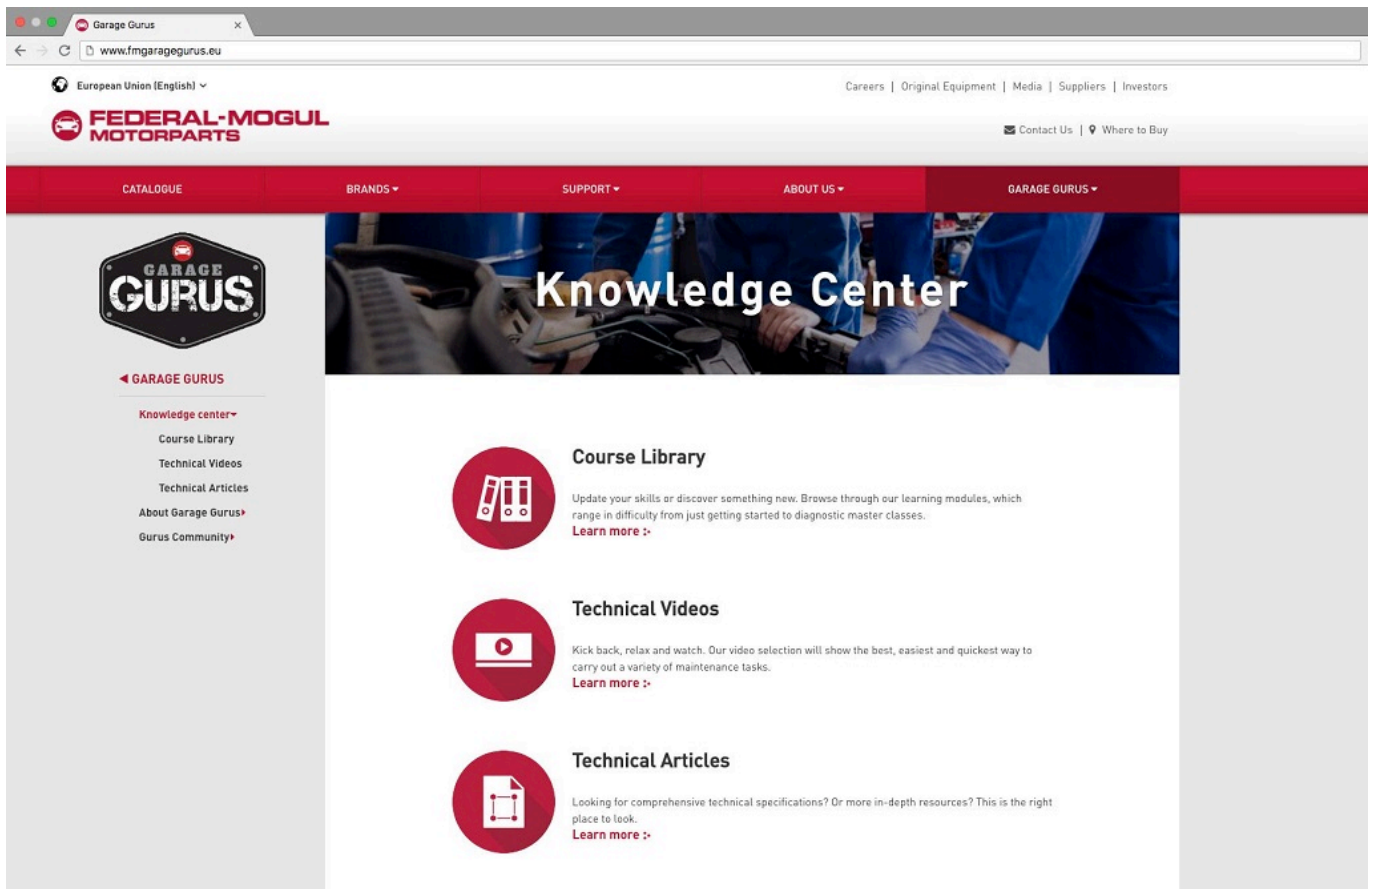 Garage Gurus
www.fmgaragegurus.eu
European Union (English)
Careers | Original Equipment | Media | Suppliers | Investors
FEDERAL-MOGUL
MOTORPARTS
Contact Us | Where to Buy
CATALOGUE BRANDS SUPPORT ABOUT US GARAGE GURUS
GARAGE
GURUS
Knowledge Center
GARAGE GURUS
Knowledge center
Course Library
Technical Videos
Technical Articles
About Garage Gurus
Gurus Community
Course Library
Update your skills or discover something new. Browse through our learning modules, which
range in difficulty from just getting started to diagnostic master classes.
Learn more :-
Technical Videos
Kick back, relax and watch. Our video selection will show the best, easiest and quickest way to
carry out a variety of maintenance tasks.
Learn more :-
Technical Articles
Looking for comprehensive technical specifications? Or more in-depth resources? This is the right
place to look.
Learn more :-